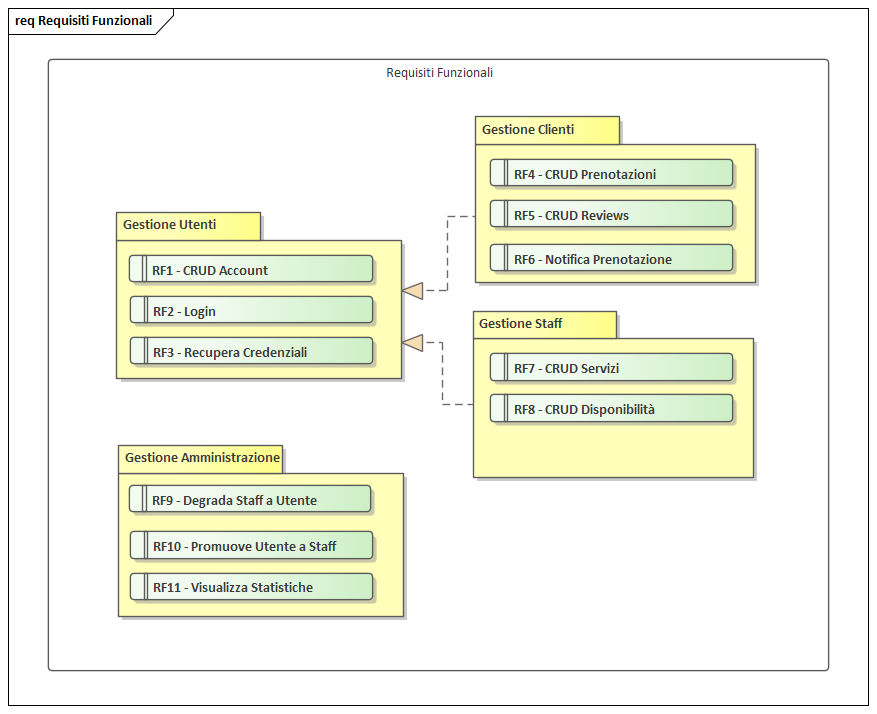 req Requisiti Funzionali
Requisiti Funzionali
Gestione Clienti
RF4 - CRUD Prenotazioni
RF5 - CRUD Reviews
RF6 - Notifica Prenotazione
Gestione Utenti
RF1 - CRUD Account
RF2 - Login
RF3 - Recupera Credenziali
Gestione Staff
RF7 - CRUD Servizi
RF8 - CRUD Disponibilità
Gestione Amministrazione
RF9 - Degrada Staff a Utente
RF10 - Promuove Utente a Staff
RF11 - Visualizza Statistiche